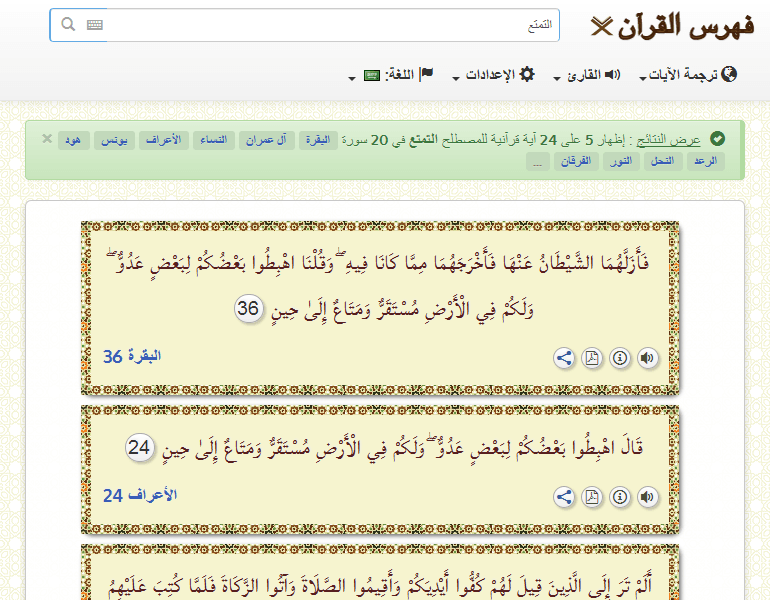 فهرس القرآن
التمتع
ترجمة الآيات
القارئ
الإعدادات
اللغة:
عرض النتائج : إظهار 5 على 24 آية قرآنية للمصطلح التمتع في 20 سورة البقرة آل عمران النساء الأعراف يونس هود ×
الرعد النحل النور الفرقان ...
فَأَزَلَّهُمَا الشَّيْطَانُ عَنْهَا فَأَخْرَجَهُمَا مِمَّا كَانَا فِيهِ ۖ وَقُلْنَا اهْبِطُوا بَعْضُكُمْ لِبَعْضٍ عَدُوٌّ ۖ
وَلَكُمْ فِي الْأَرْضِ مُسْتَقَرٌّ وَمَتَاعٌ إِلَىٰ حِينٍ 36
البقرة 36
قَالَ اهْبِطُوا بَعْضُكُمْ لِبَعْضٍ عَدُوٌّ ۖ وَلَكُمْ فِي الْأَرْضِ مُسْتَقَرٌّ وَمَتَاعٌ إِلَىٰ حِينٍ 24
الأعراف 24
أَلَمْ تَرَ إِلَى الَّذِينَ قِيلَ لَهُمْ كُفُّوا أَيْدِيَكُمْ وَأَقِيمُوا الصَّلَاةَ وَآتُوا الزَّكَاةَ فَلَمَّا كُتِبَ عَلَيْهِمُ